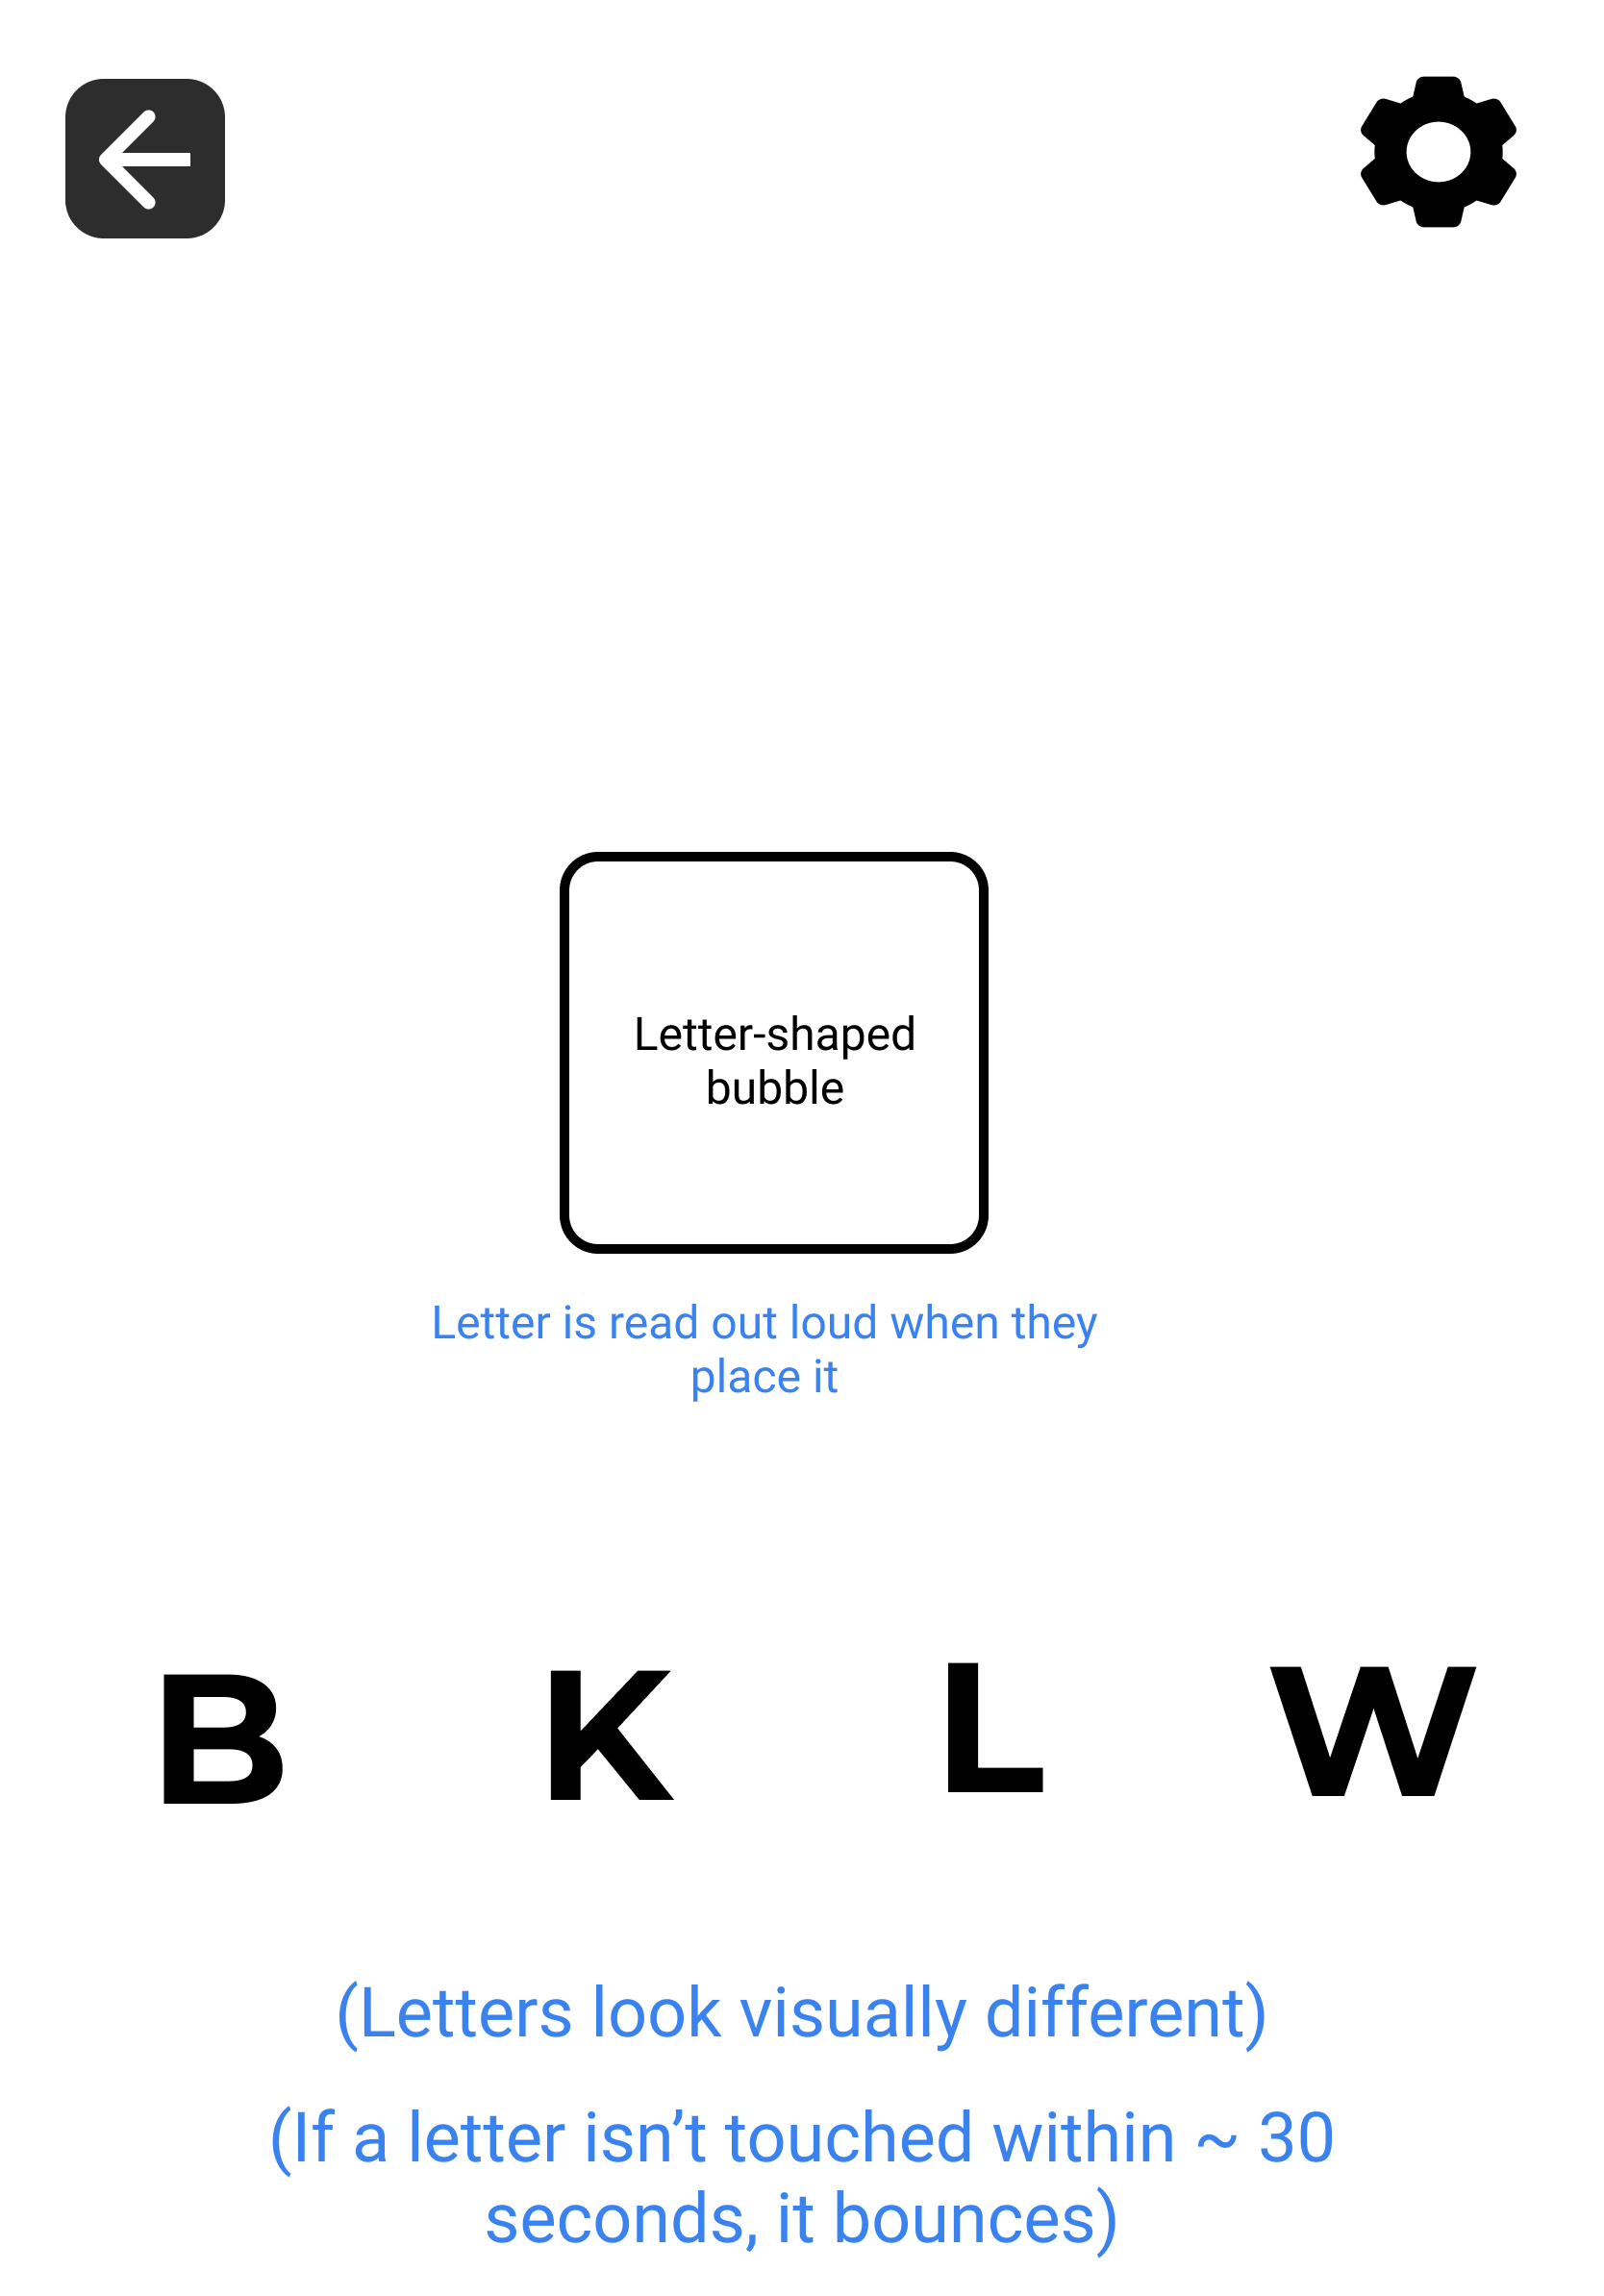 Letter-shaped
bubble
Letter is read out loud when they
place it
B K L W
(Letters look visually different)
(If a letter isn’t touched within ~ 30
seconds, it bounces)